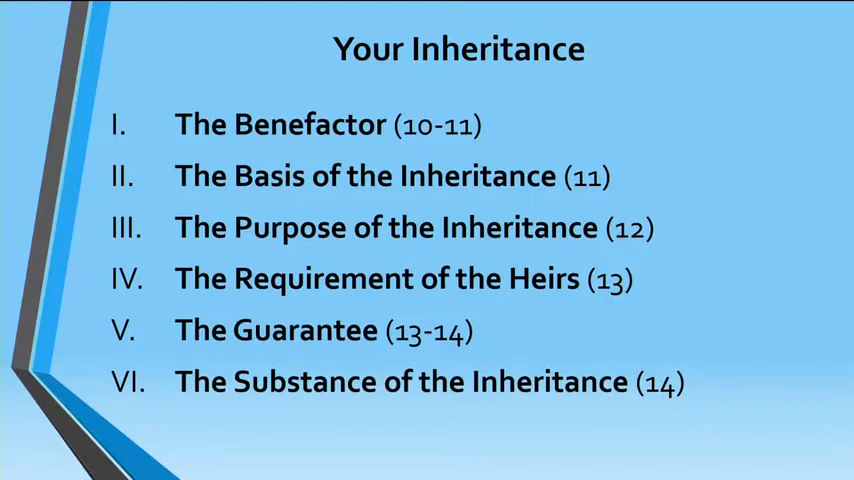 Your Inheritance
I. The Benefactor (10-11)
II. The Basis of the Inheritance (11)
III. The Purpose of the Inheritance (12)
IV. The Requirement of the Heirs (13)
V. The Guarantee (13-14)
VI. The Substance of the Inheritance (14)